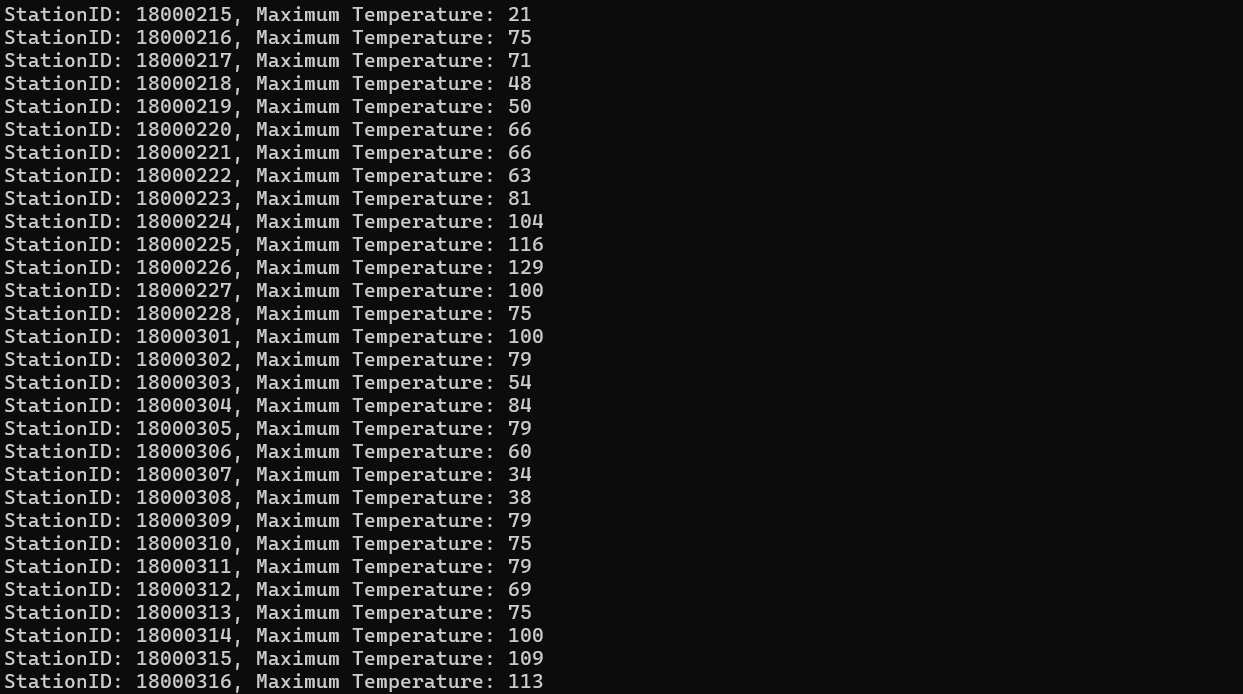 StationID: 18000215, Maximum Temperature: 21
StationID: 18000216, Maximum Temperature: 75
StationID: 18000217, Maximum Temperature: 71
StationID: 18000218, Maximum Temperature: 48
StationID: 18000219, Maximum Temperature: 50
StationID: 18000220, Maximum Temperature: 66
StationID: 18000221, Maximum Temperature: 66
StationID: 18000222, Maximum Temperature: 63
StationID: 18000223, Maximum Temperature: 81
StationID: 18000224, Maximum Temperature: 104
StationID: 18000225, Maximum Temperature: 116
StationID: 18000226, Maximum Temperature: 129
StationID: 18000227, Maximum Temperature: 100
StationID: 18000228, Maximum Temperature: 75
StationID: 18000301, Maximum Temperature: 100
StationID: 18000302, Maximum Temperature: 79
StationID: 18000303, Maximum Temperature: 54
StationID: 18000304, Maximum Temperature: 84
StationID: 18000305, Maximum Temperature: 79
StationID: 18000306, Maximum Temperature: 60
StationID: 18000307, Maximum Temperature: 34
StationID: 18000308, Maximum Temperature: 38
StationID: 18000309, Maximum Temperature: 79
StationID: 18000310, Maximum Temperature: 75
StationID: 18000311, Maximum Temperature: 79
StationID: 18000312, Maximum Temperature: 69
StationID: 18000313, Maximum Temperature: 75
StationID: 18000314, Maximum Temperature: 100
StationID: 18000315, Maximum Temperature: 109
StationID: 18000316, Maximum Temperature: 113